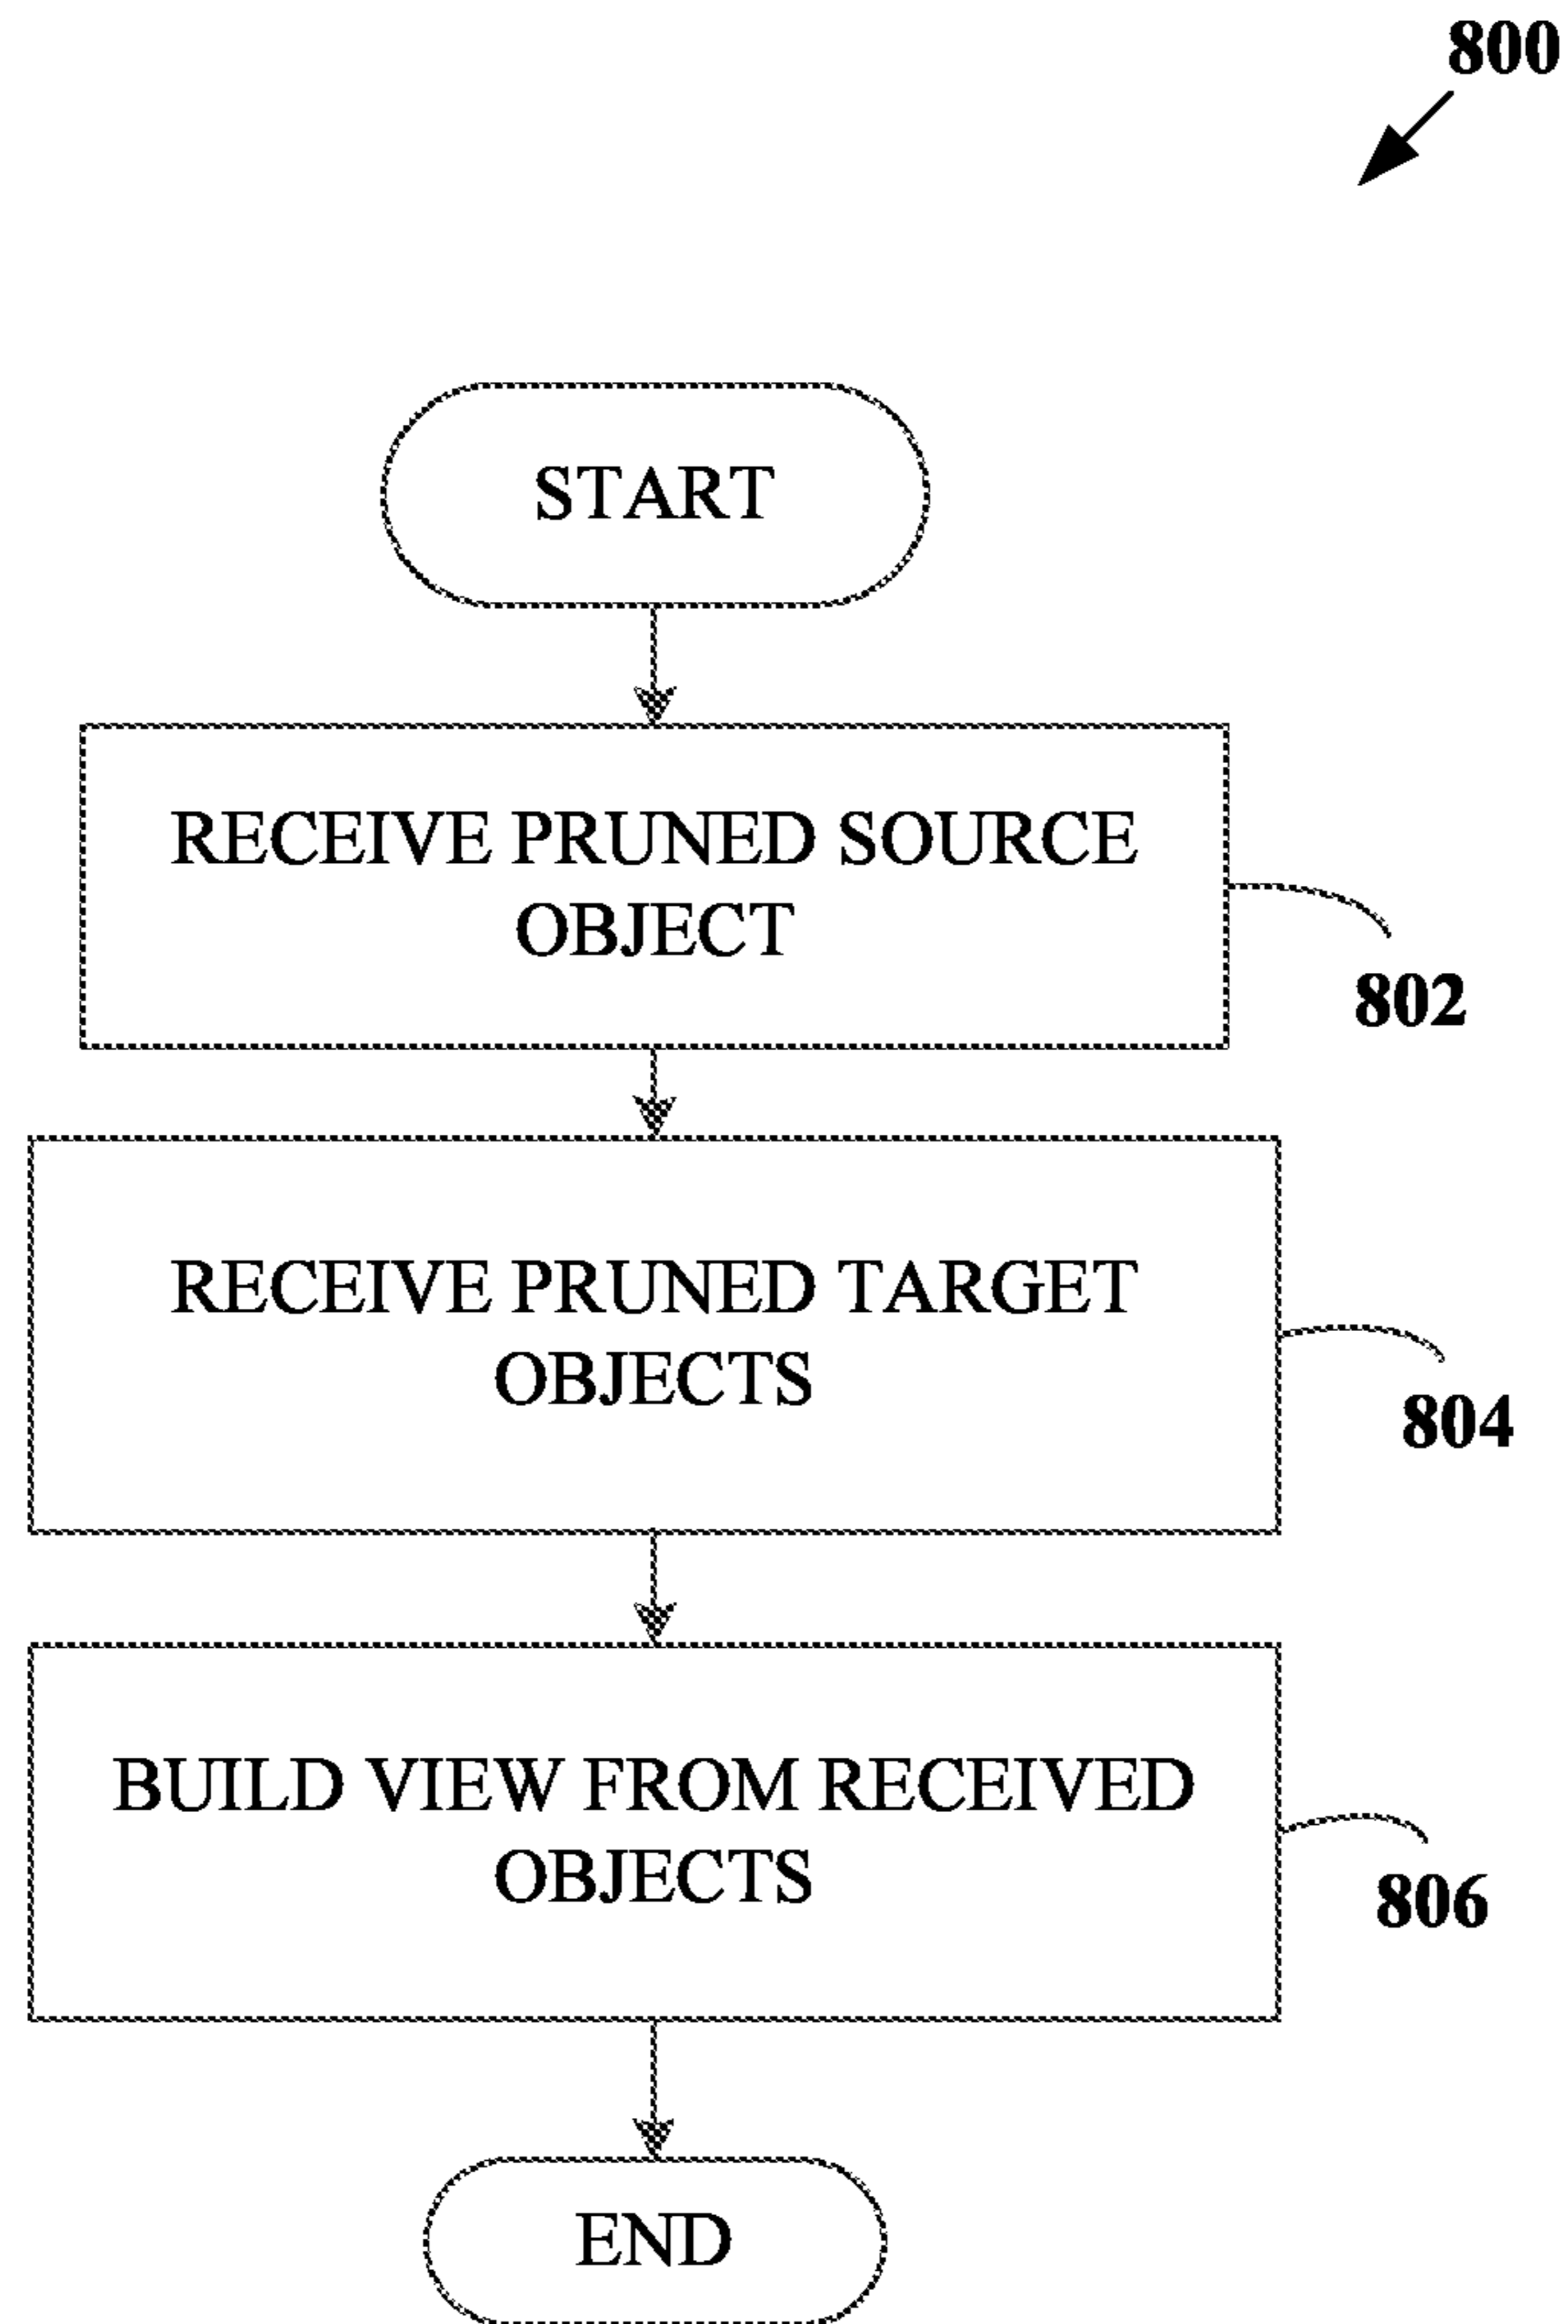 800
START
RECEIVE PRUNED SOURCE
OBJECT
802
RECEIVE PRUNED TARGET
OBJECTS
804
BUILD VIEW FROM RECEIVED
OBJECTS
806
END